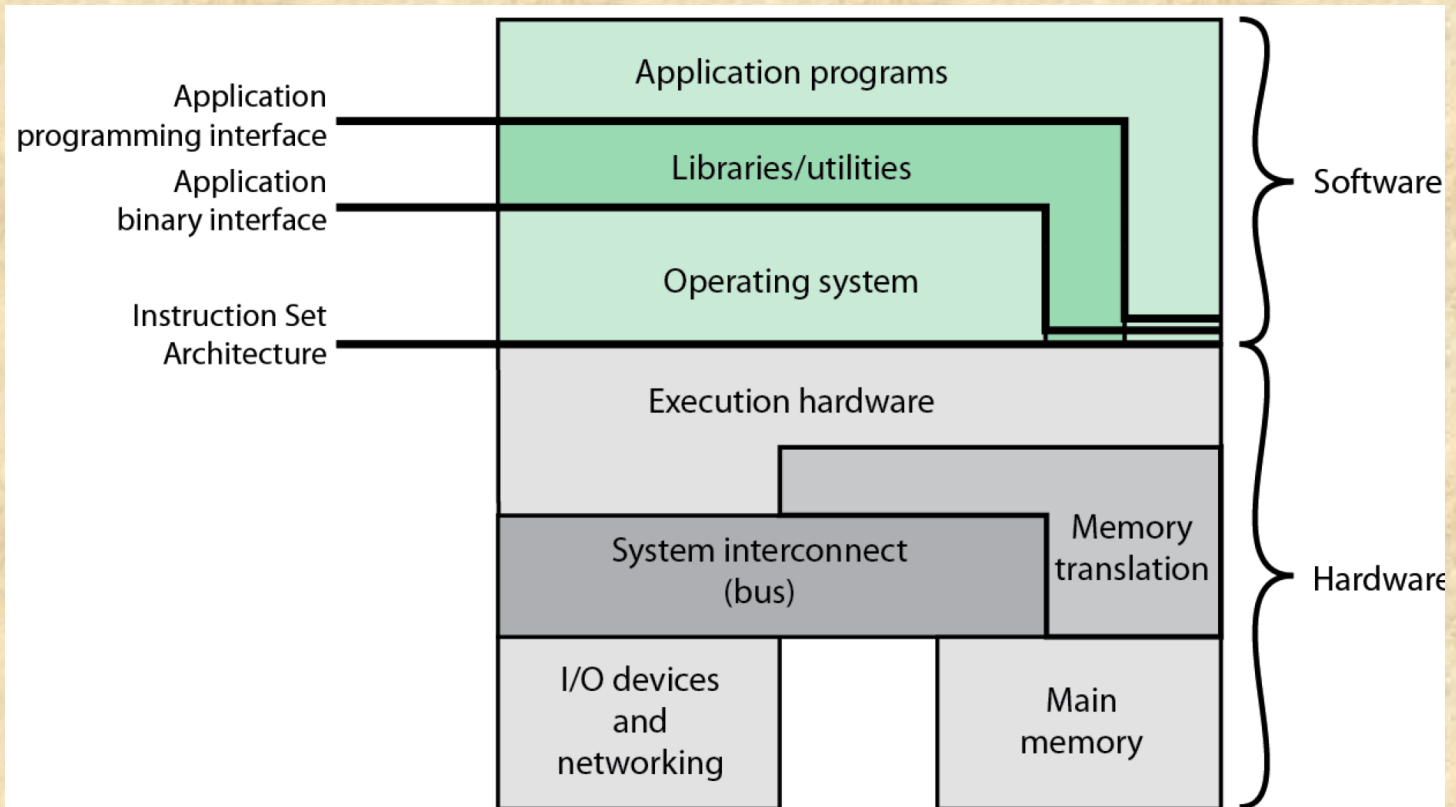 Application programs
Application
programming interface
Libraries/utilities
Application
binary interface
Software
Operating system
Instruction Set
Architecture
Execution hardware
Memory
translation
System interconnect
(bus)
Hardware
I/O devices
and
networking
Main
memory